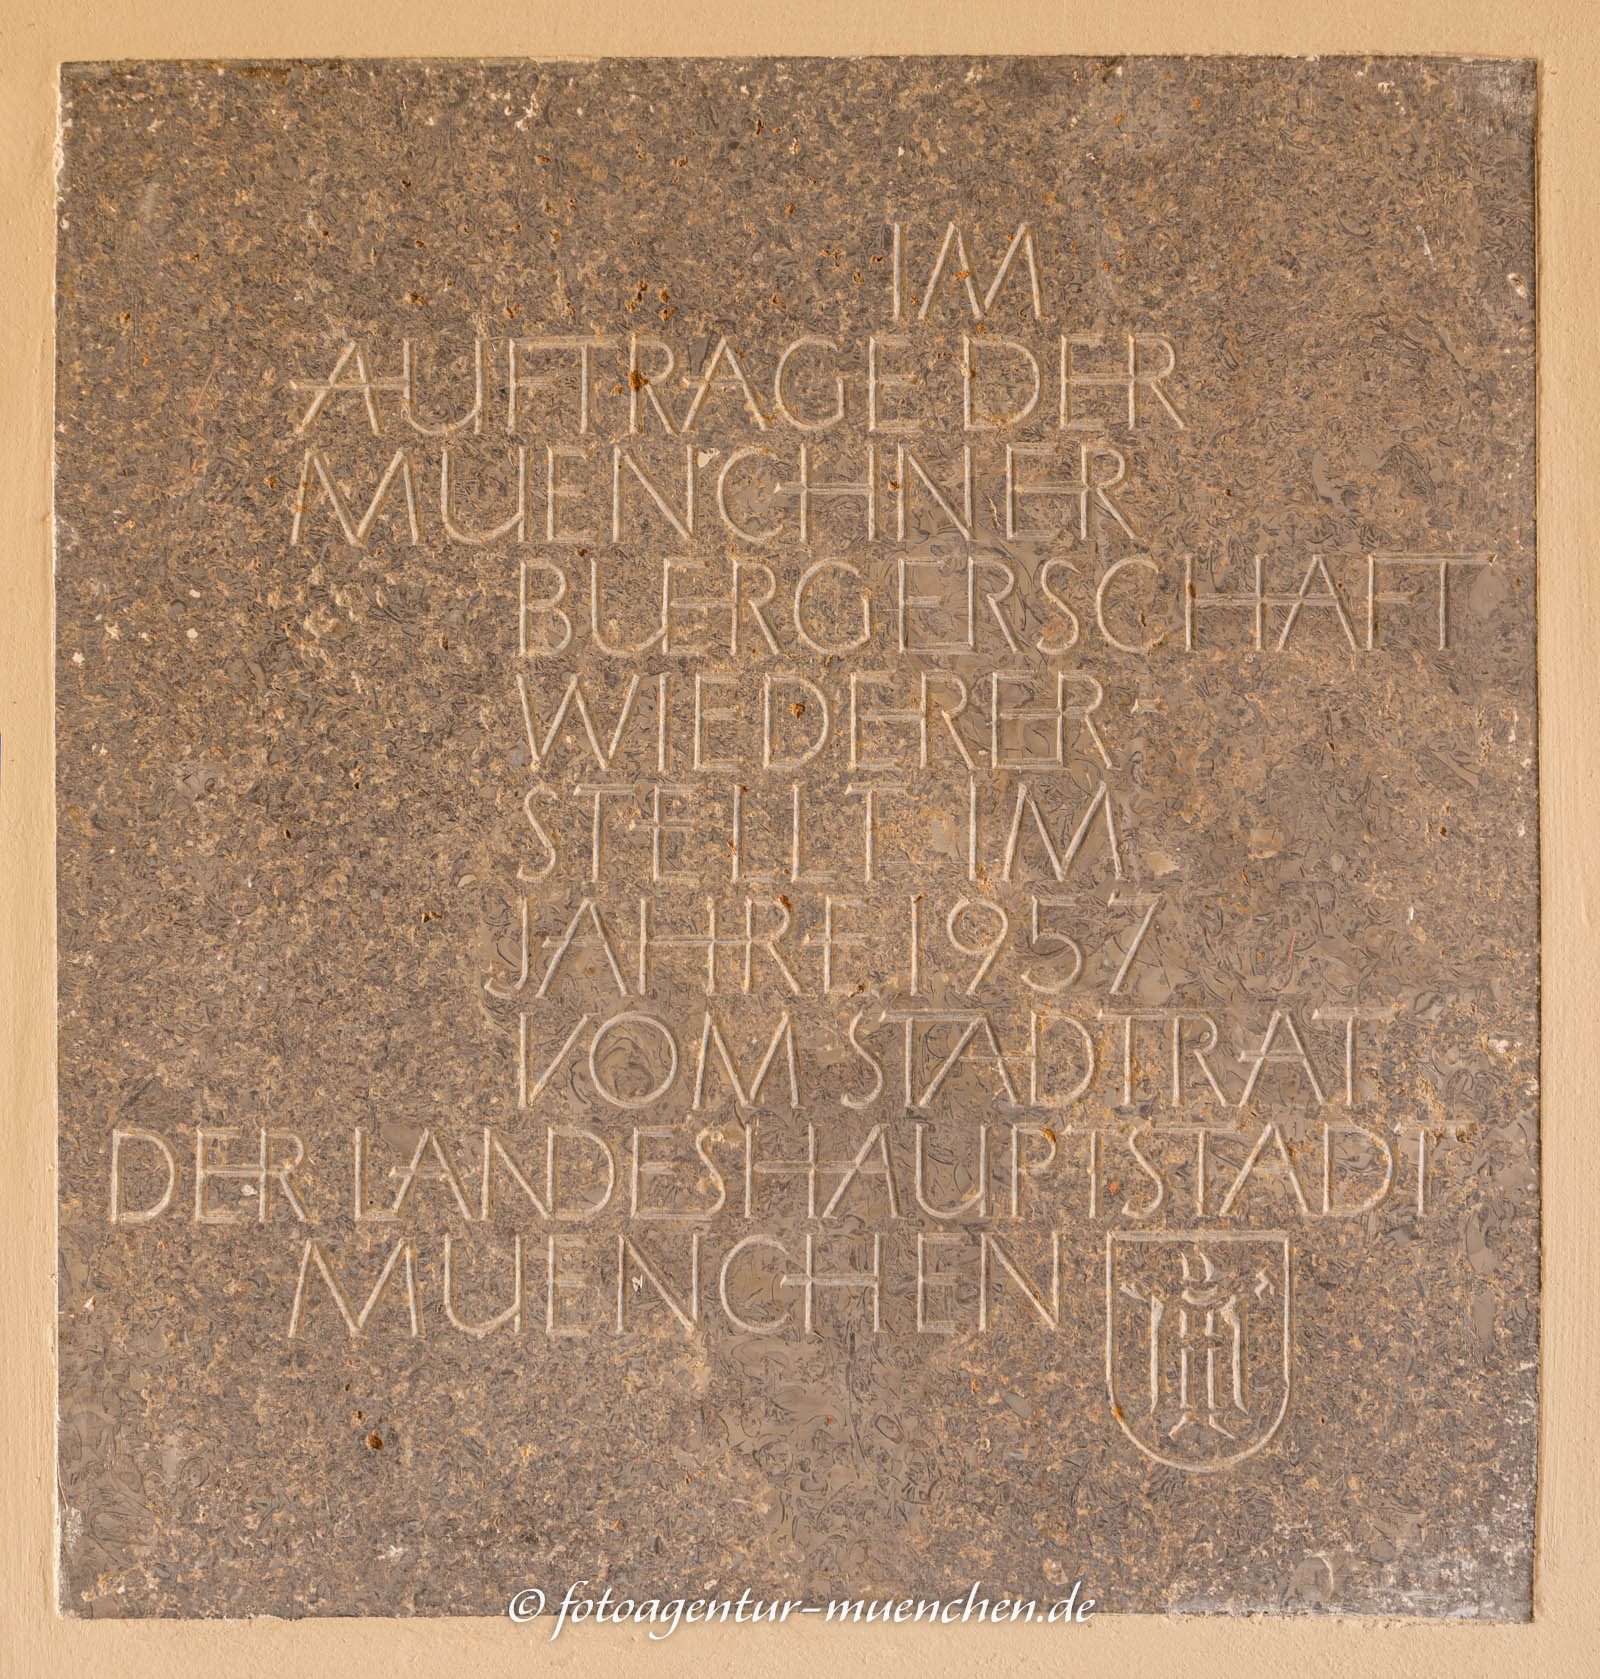 IM
AUFTRAGE DER
MUENCHNER
BUERGERSCHAFT
WIEDERER-
STELLT IM
JAHRE 1957
VOM STADTRAT
DER LANDESHAUPTSTADT
MUENCHEN
© fotoagentur-muenchen.de